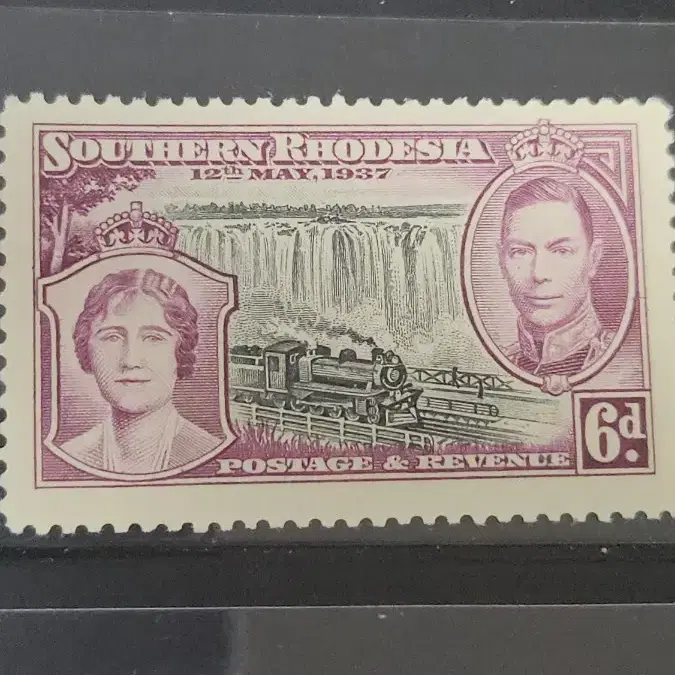 SOUTHERN RHODESIA
12th MAY, 1937
6d.
POSTAGE & REVENUE